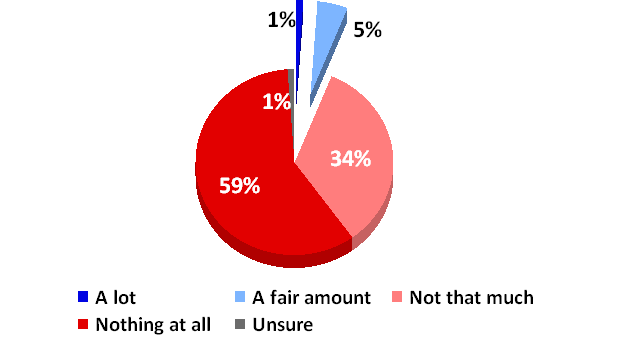 1%
5%
1%
34%
59%
A lot
A fair amount
Not that much
Nothing at all
Unsure